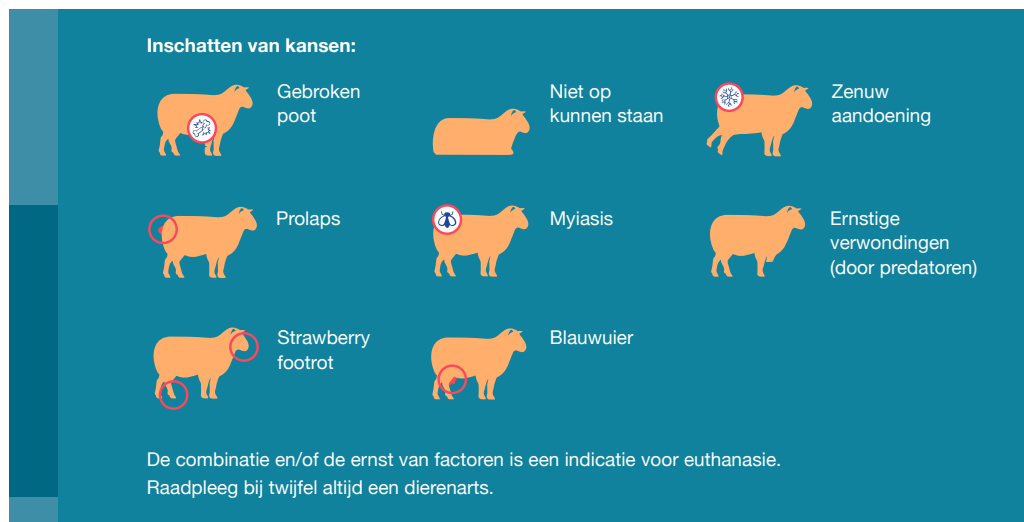 Inschatten van kansen:
Gebroken
poot
Niet op
kunnen staan
Zenuw
aandoening
Prolaps
Myiasis
Ernstige
verwondingen
(door predatoren)
Strawberry
footrot
Blauwuier
De combinatie en/of de ernst van factoren is een indicatie voor euthanasie.
Raadpleeg bij twijfel altijd een dierenarts.